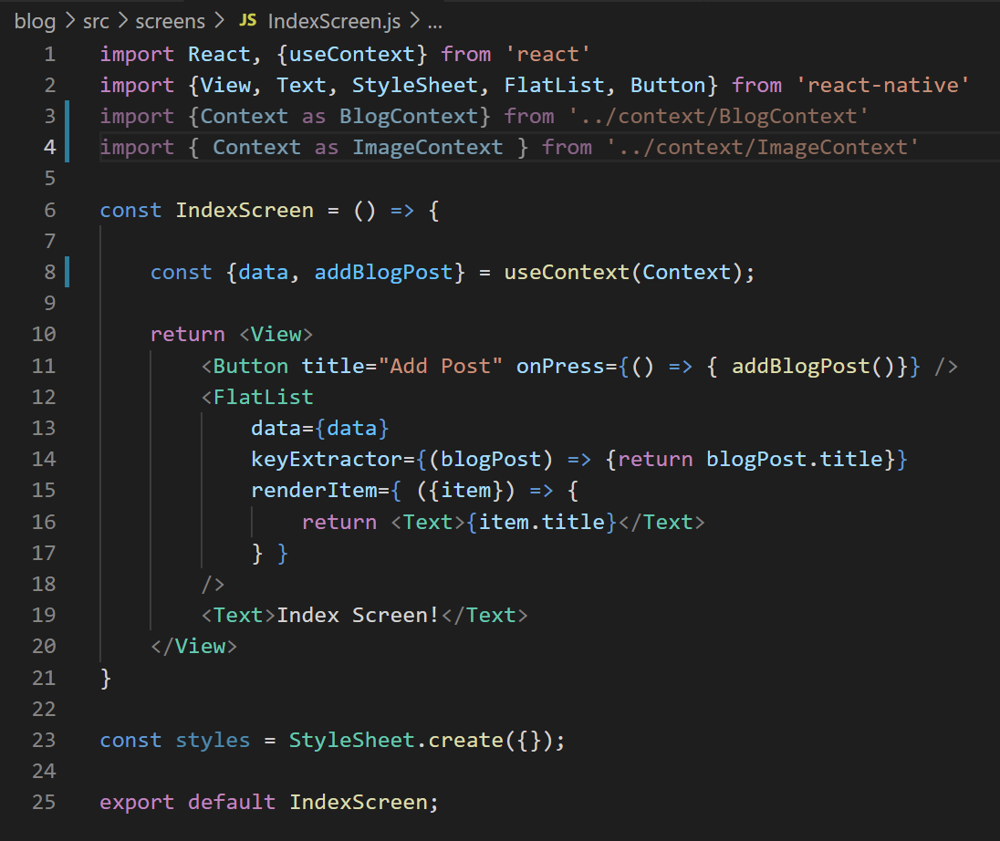 blog > src > screens > JS IndexScreen.js > ...
1 import React, {useContext} from 'react'
2 import {View, Text, StyleSheet, FlatList, Button} from 'react-native'
3 import {Context as BlogContext} from '../context/BlogContext'
4 import { Context as ImageContext } from '../context/ImageContext'
5
6 const IndexScreen = () => {
7
8     const {data, addBlogPost} = useContext(Context);
9
10     return <View>
11         <Button title="Add Post" onPress={() => { addBlogPost()}} />
12         <FlatList
13             data={data}
14             keyExtractor={(blogPost) => {return blogPost.title}}
15             renderItem={ ({item}) => {
16                 return <Text>{item.title}</Text>
17             } }
18         />
19         <Text>Index Screen!</Text>
20     </View>
21 }
22
23 const styles = StyleSheet.create({});
24
25 export default IndexScreen;